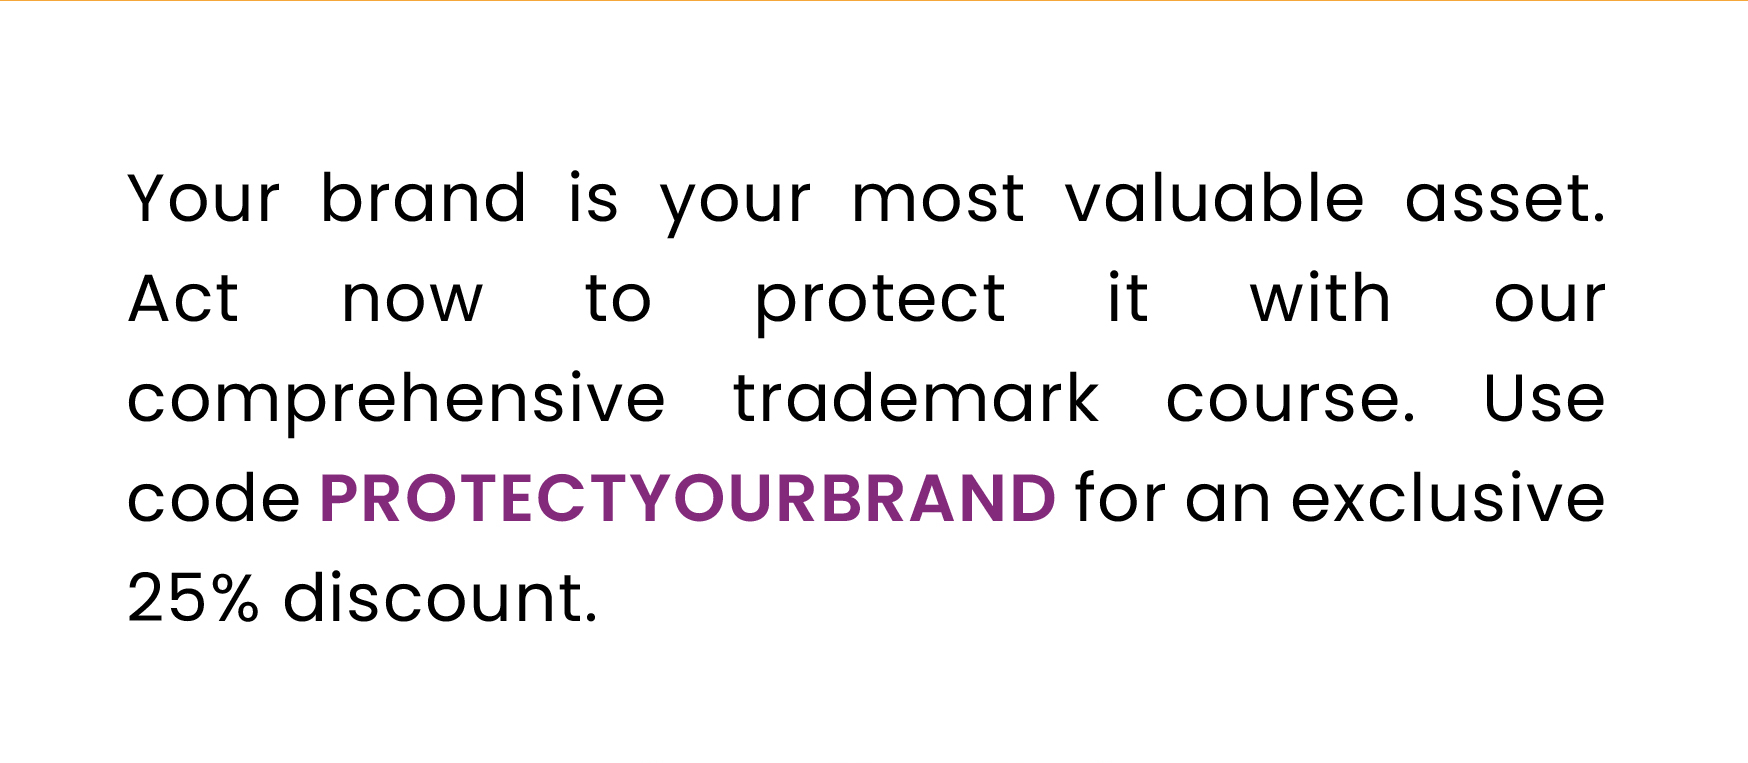 Your brand is your most valuable asset.
Act now to protect it with our
comprehensive trademark course. Use
code PROTECTYOURBRAND for an exclusive
25% discount.